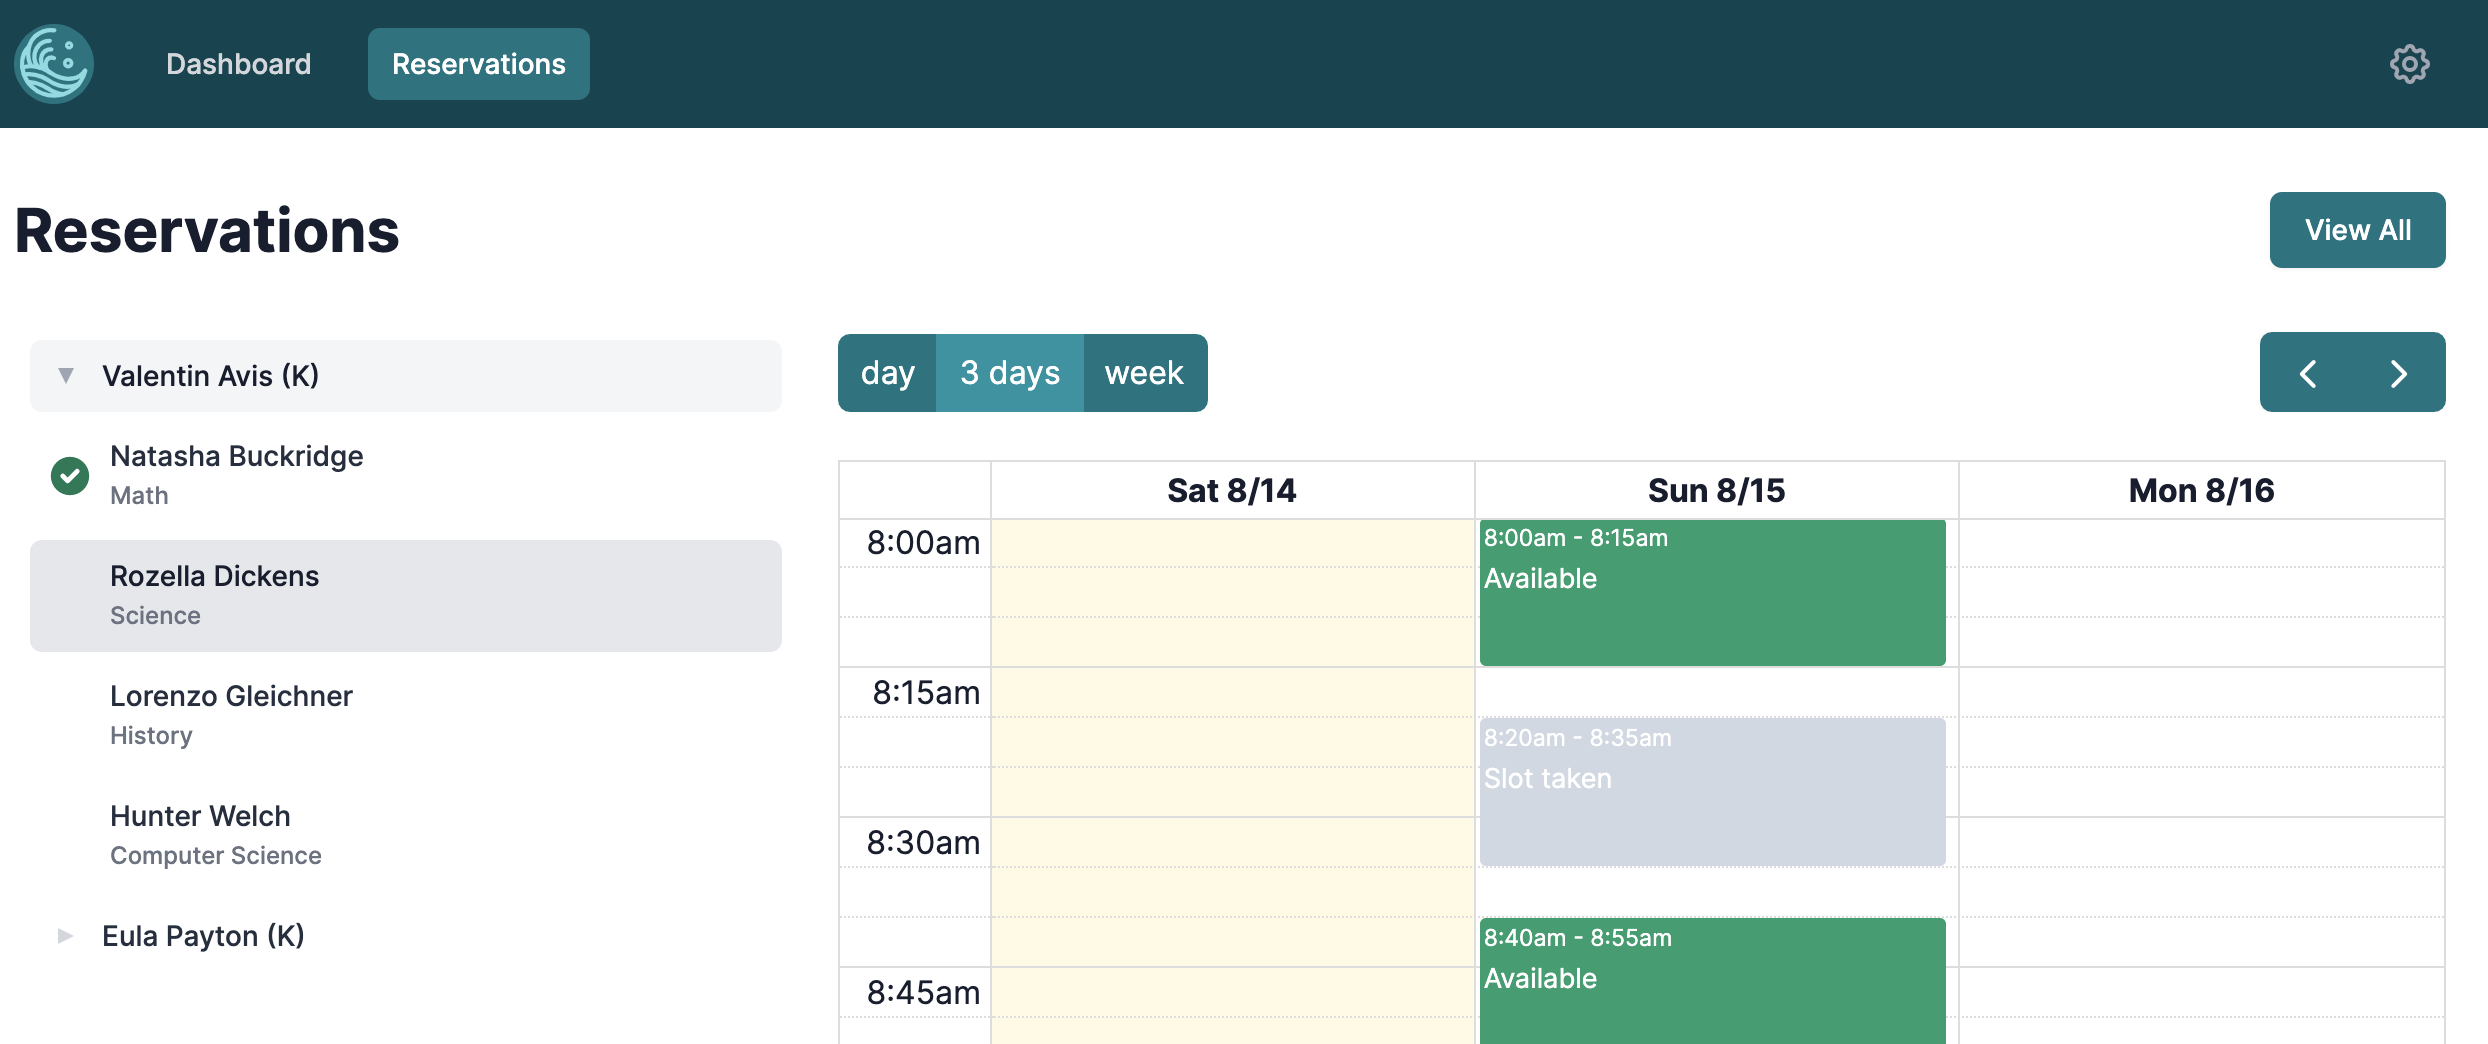 Dashboard
Reservations
Reservations
View All
Valentin Avis (K)
Natasha Buckridge
Math
Rozella Dickens
Science
Lorenzo Gleichner
History
Hunter Welch
Computer Science
Eula Payton (K)
day
3 days
week
Sat 8/14
Sun 8/15
Mon 8/16
8:00am
8:00am - 8:15am
Available
8:15am
8:20am - 8:35am
Slot taken
8:30am
8:40am - 8:55am
Available
8:45am